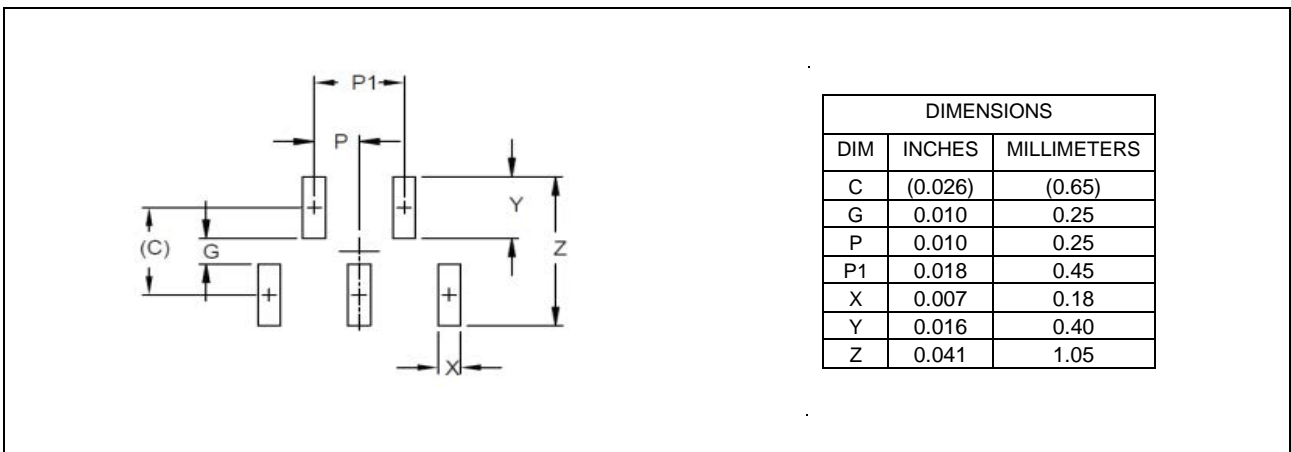 P1
P
Y
(C)
G
Z
X
DIMENSIONS
DIM INCHES MILLIMETERS
C (0.026) (0.65)
G 0.010 0.25
P 0.010 0.25
P1 0.018 0.45
X 0.007 0.18
Y 0.016 0.40
Z 0.041 1.05